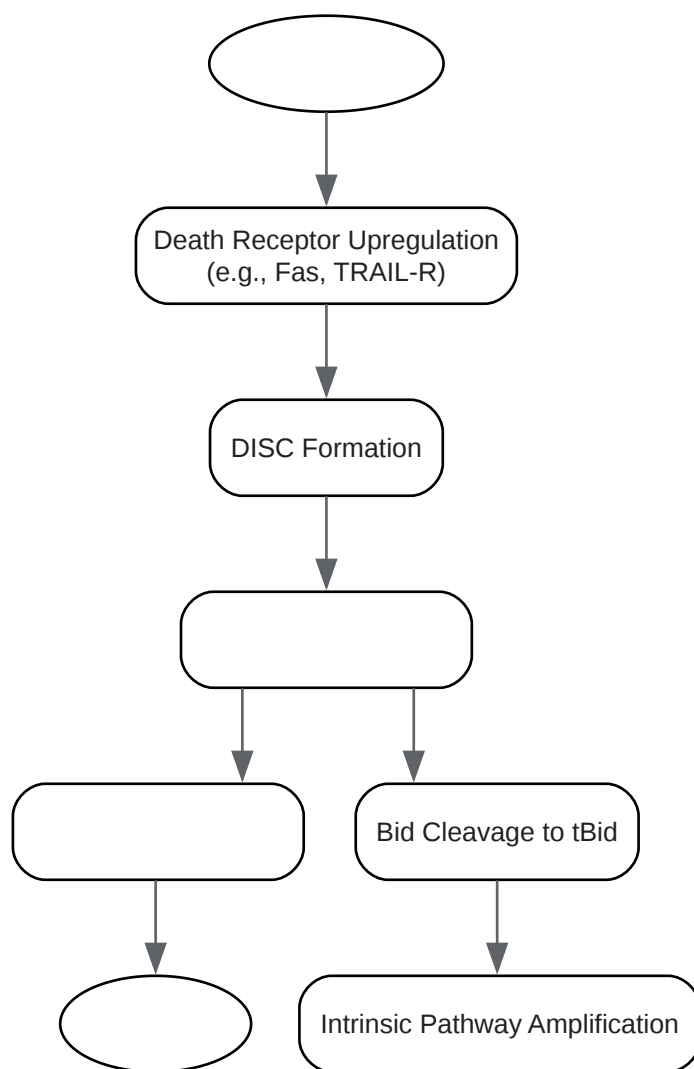 Death Receptor Upregulation
(e.g., Fas, TRAIL-R)
DISC Formation
Bid Cleavage to tBid
Intrinsic Pathway Amplification